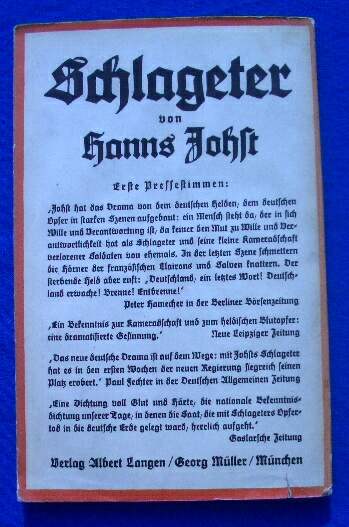 Schlageter
von
Hanns Johst
Erste Pressestimmen:
„Johst hat das Drama von dem deutschen Helden, dem deutschen
Opfer in starken Szenen aufgebaut: ein Mensch steht da, der in sich
Wille und Verantwortung ist, da keiner den Mut zu Wille und Ver-
antwortlichkeit hat als Schlageter und seine kleine Kameradschaft
verlorener Soldaten von ehemals. In der letzten Szene schmettern
die Hörner der französischen Clairons und Salven knattern. Der
sterbende Held aber ruft: „Deutschland, ein letztes Wort! Deutsch-
land erwache! Brenne! Entbrenne!‘
Peter Hamecher in der Berliner Börsenzeitung
„Ein Bekenntnis zur Kameradschaft und zum heldischen Blutopfer:
eine dramatisierte Gesinnung.“ Neue Leipziger Zeitung
„Das neue deutsche Drama ist auf dem Wege: mit Johsts Schlageter
hat es in den ersten Wochen der neuen Regierung siegreich seinen
Platz erobert.“ Paul Fechter in der Deutschen Allgemeinen Zeitung
„Eine Dichtung voll Glut und Härte, die nationale Bekenntnis-
dichtung unserer Tage, in denen die Saat, die mit Schlageters Opfer-
tod in die deutsche Erde gelegt ward, herrlich aufgeht.“
Goslarsche Zeitung
Verlag Albert Langen / Georg Müller / München